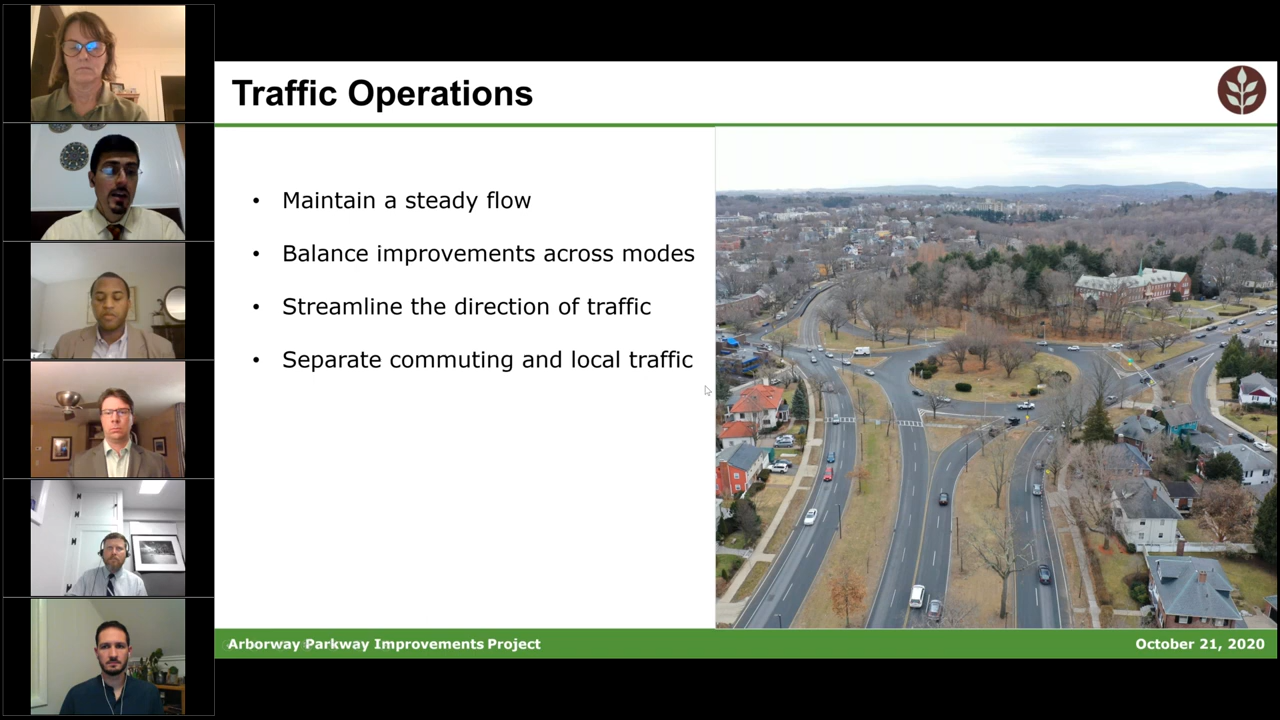 Traffic Operations
• Maintain a steady flow
• Balance improvements across modes
• Streamline the direction of traffic
• Separate commuting and local traffic
Arborway Parkway Improvements Project
October 21, 2020